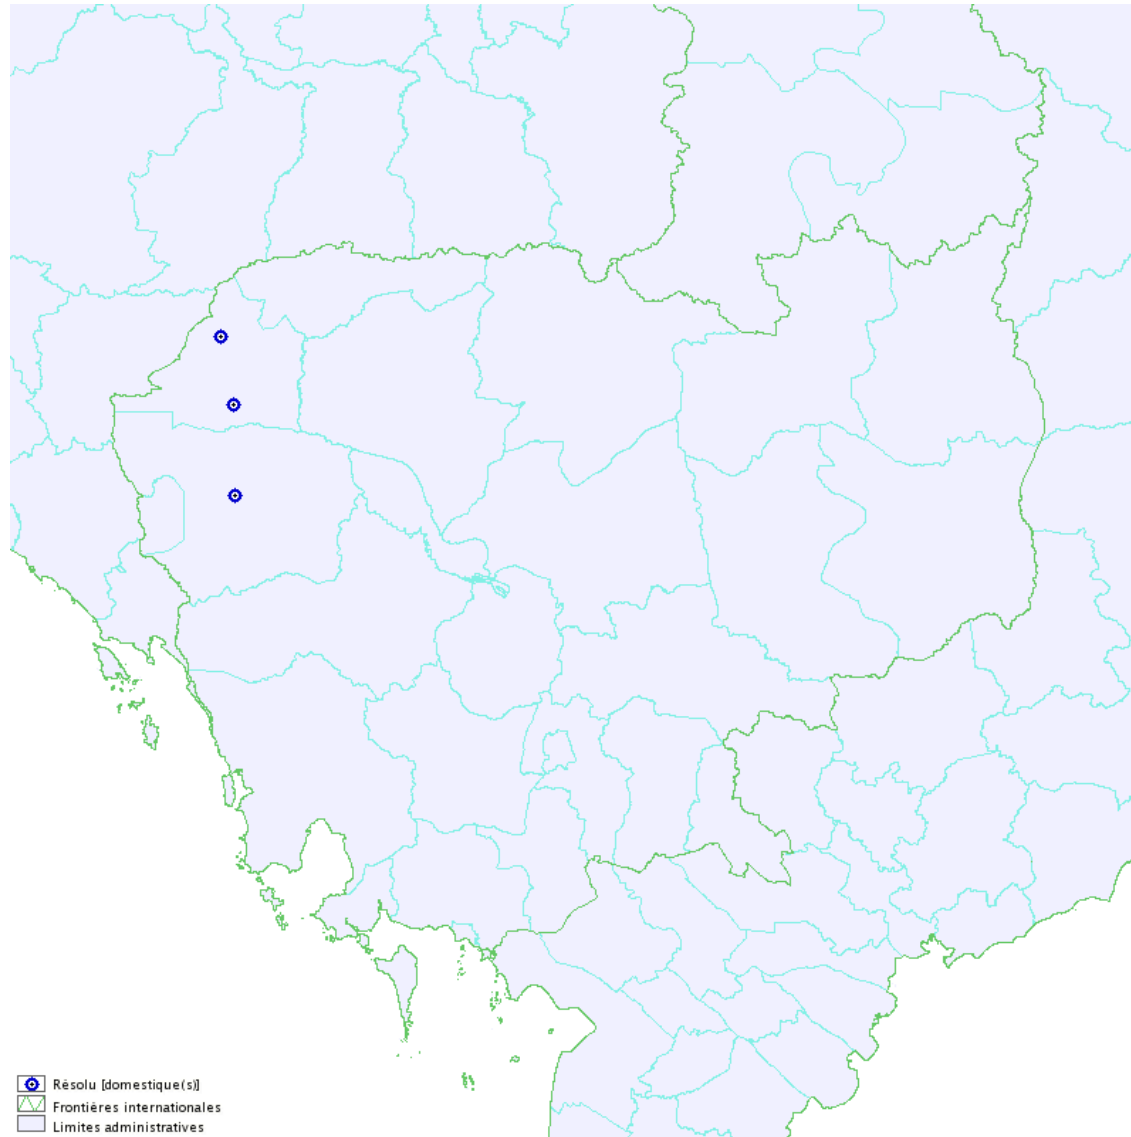 Résolu [domestique(s)]
Frontières internationales
Limites administratives